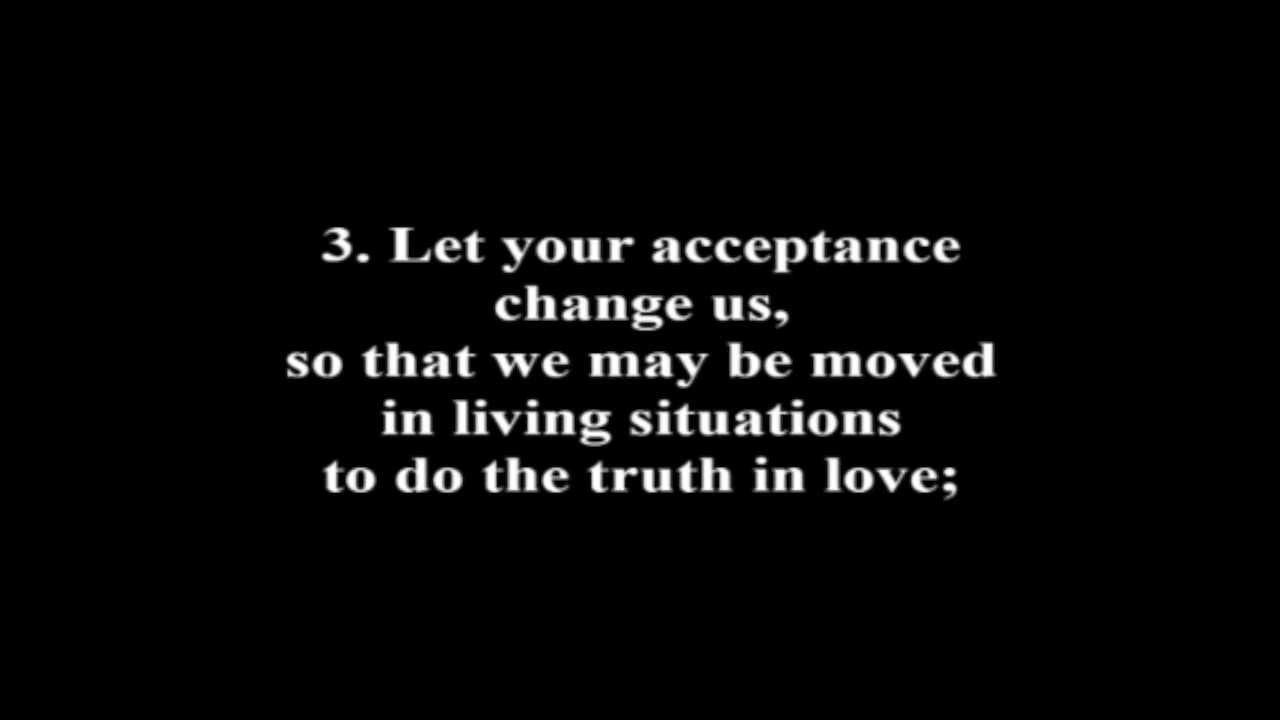 3. Let your acceptance
change us,
so that we may be moved
in living situations
to do the truth in love;